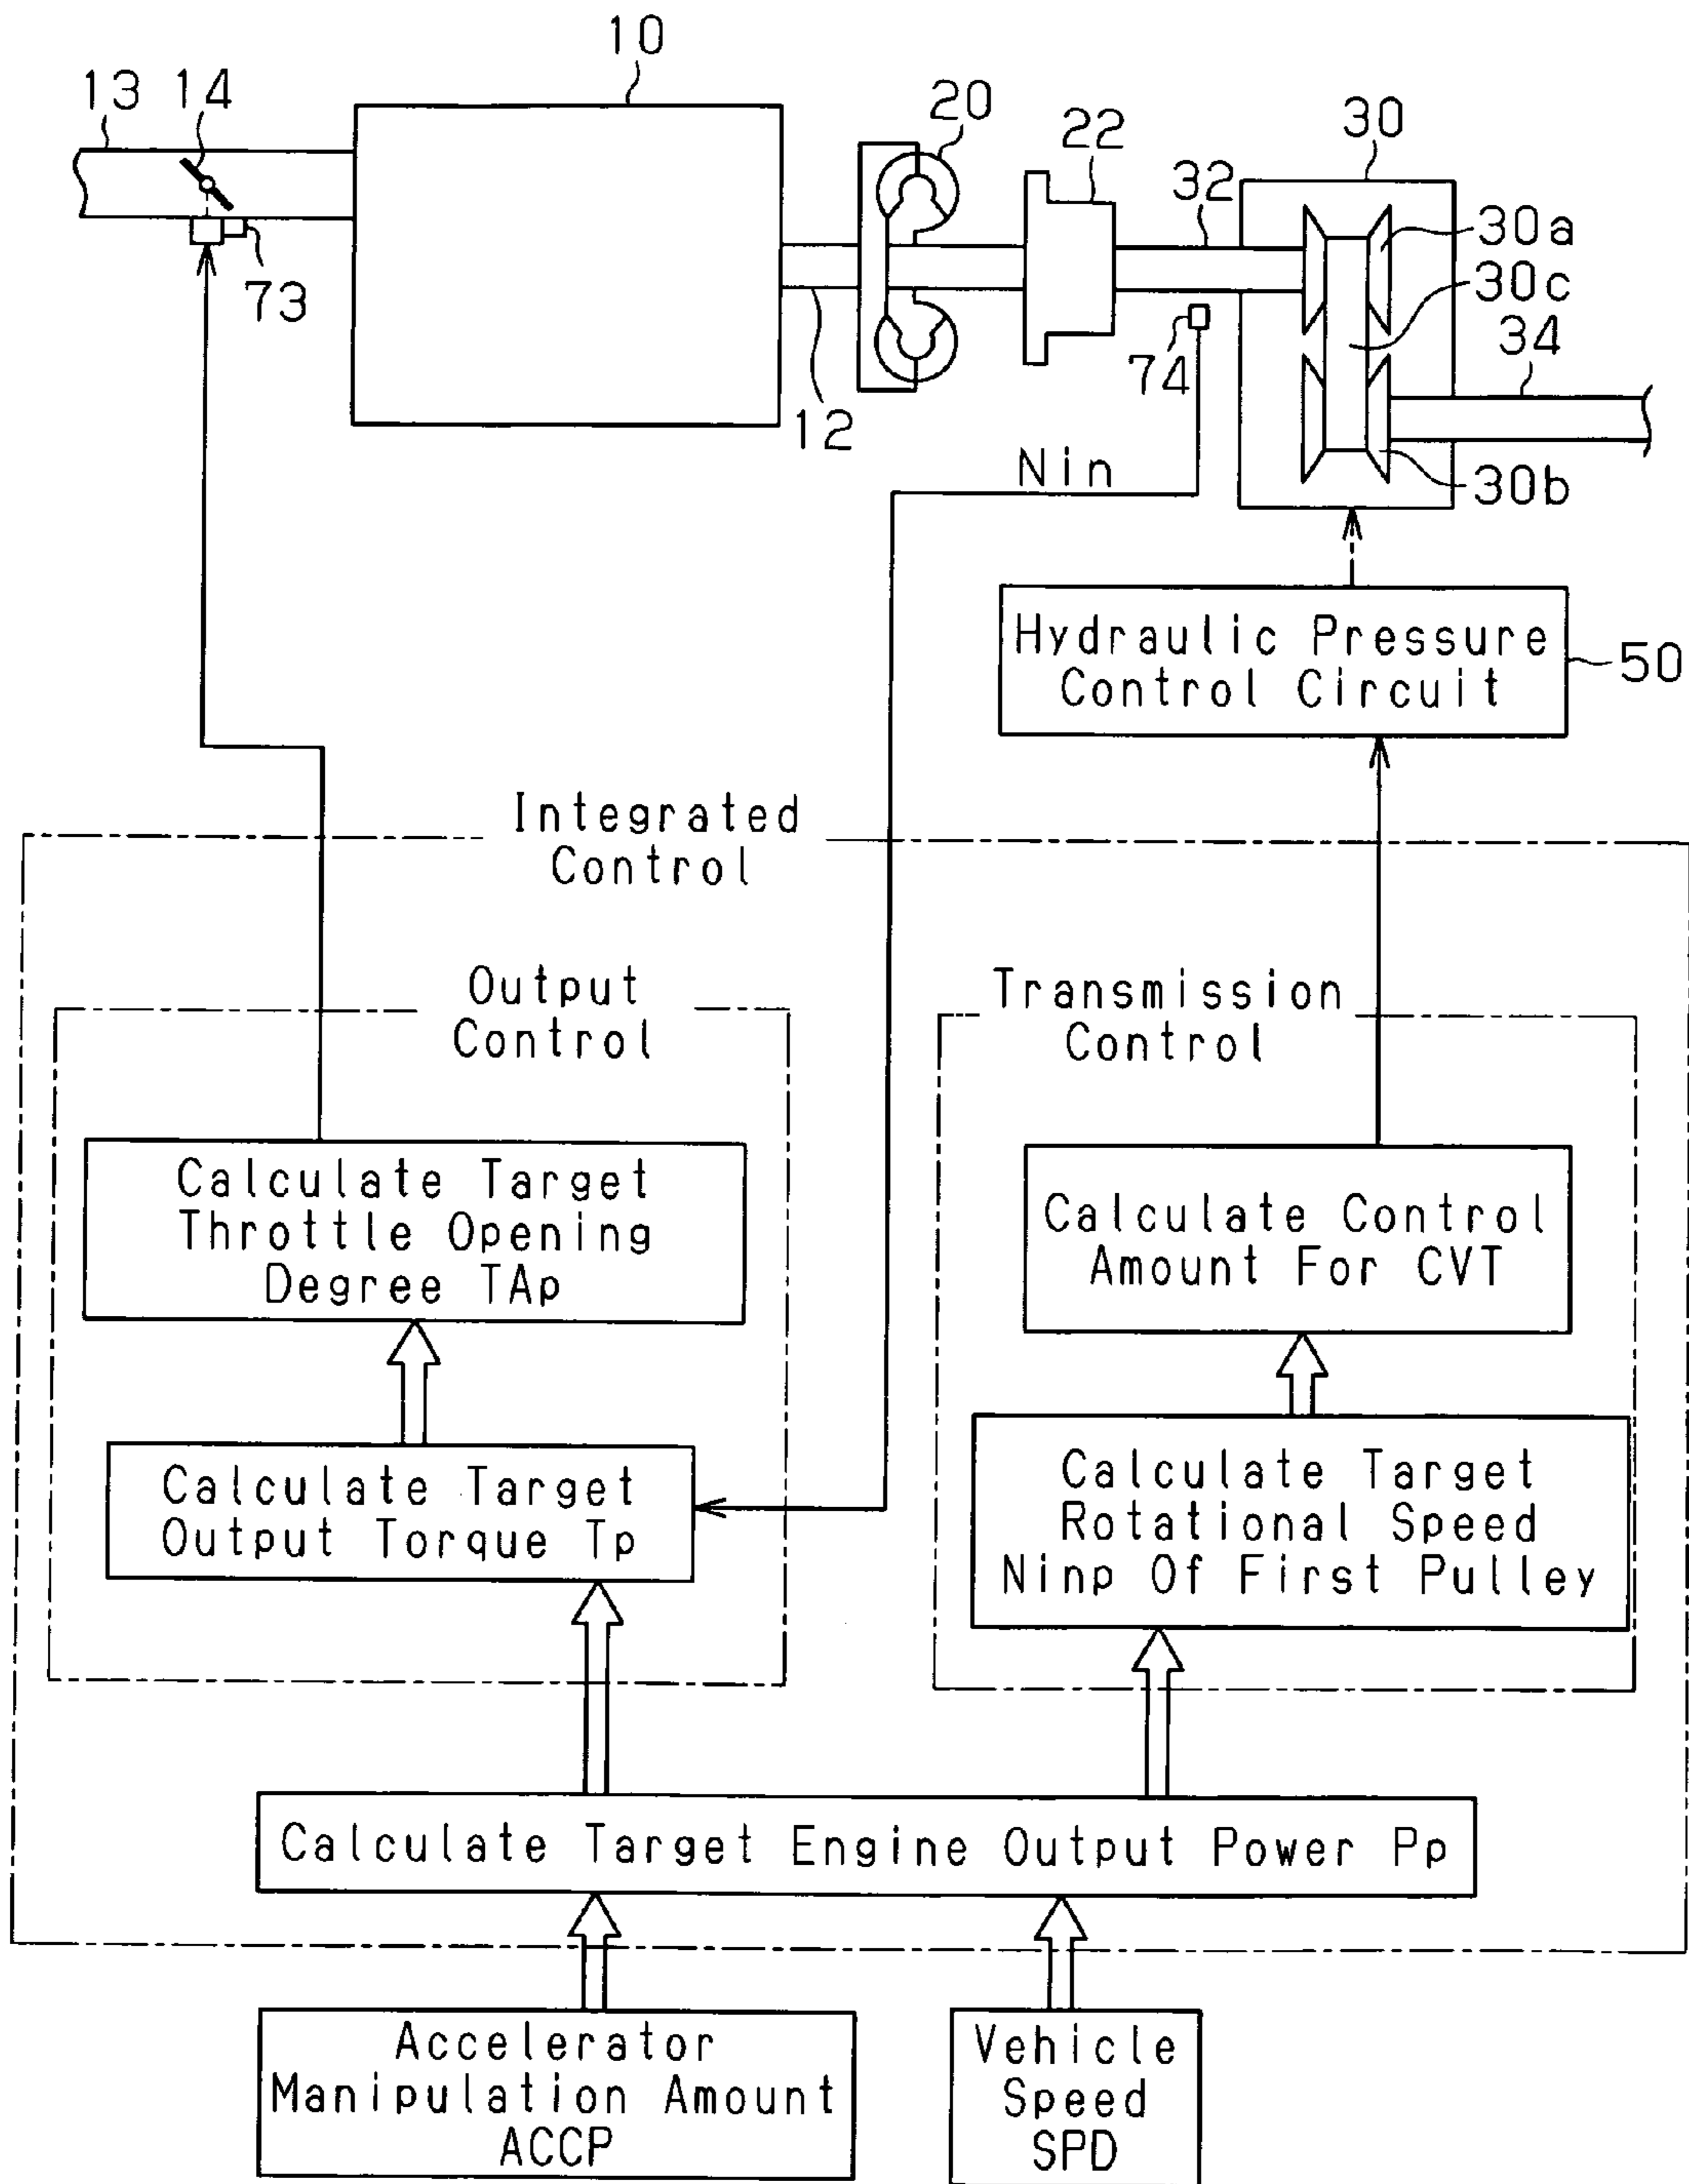 10
13
14
20
22
30
32
30a
30c
34
73
74
12
Nin
30b
Hydraulic Pressure
Control Circuit
50
Integrated
Control
Output
Control
Transmission
Control
Calculate Target
Throttle Opening
Degree TAp
Calculate Control
Amount For CVT
Calculate Target
Output Torque Tp
Calculate Target
Rotational Speed
Ninp Of First Pulley
Calculate Target Engine Output Power Pp
Accelerator
Manipulation Amount
ACCP
Vehicle
Speed
SPD